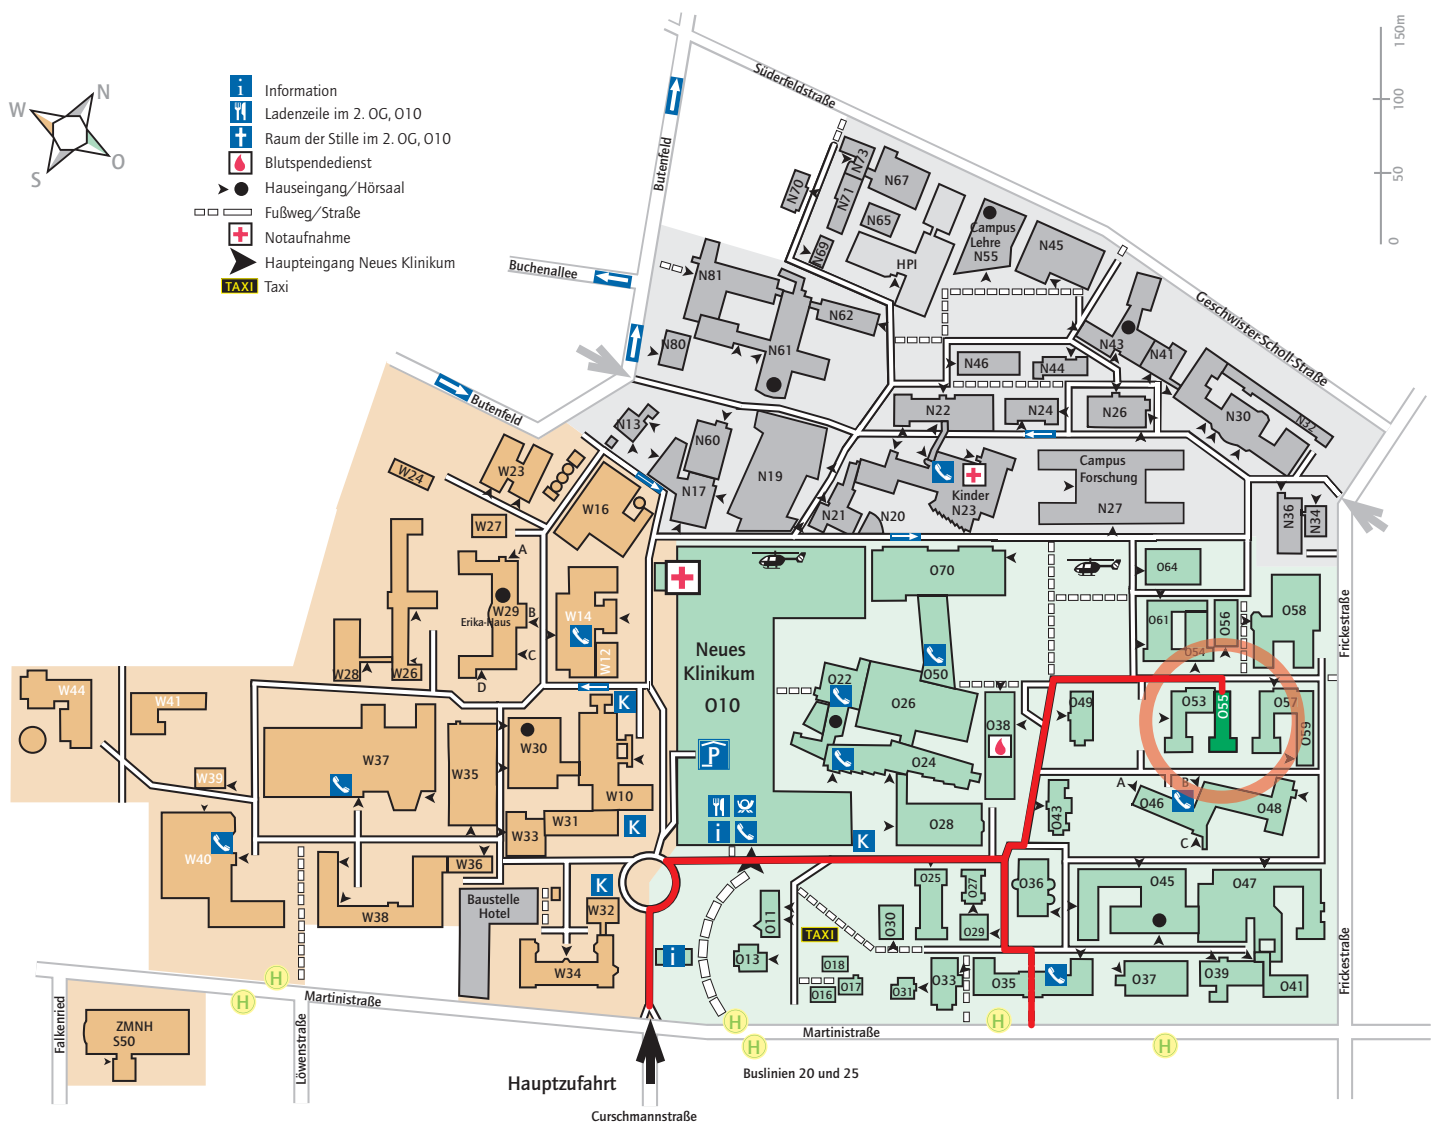 150m
100
50
0
N
W
O
S
i
Information
Ladenzeile im 2. OG, O10
Raum der Stille im 2. OG, O10
Blutspendedienst
Hauseingang/Hörsaal
Fußweg/Straße
Notaufnahme
Haupteingang Neues Klinikum
TAXI
Taxi
Süderfeldstraße
Butenfeld
Buchenallee
Butenfeld
Geschwister-Scholl-Straße
N73
N70
N71
N67
N65
N69
HPI
Campus
Lehre
N55
N45
N81
N62
N80
N61
N43
N41
N46
N44
N30
N32
N13
N60
N22
N24
N26
N17
N19
N21
N20
Kinder
N23
Campus
Forschung
N27
N36
N34
W24
W23
W16
W27
A
W29
Erika-Haus
B
C
D
W14
W12
W28
W26
W44
W41
W37
W35
W30
K
W10
W39
W31
K
W33
W40
W36
W38
K
W32
Baustelle
Hotel
W34
Neues
Klinikum
O10
O70
O64
O61
O56
O58
O54
O22
O50
O26
O38
O49
O53
O55
O57
O59
P
O24
O43
A
B
O46
O48
C
i
O28
K
O25
O27
O36
O45
O47
O11
O30
O29
TAXI
O13
i
O18
O17
O16
O31
O33
O35
O37
O39
O41
Frickestraße
Frickestraße
H
H
H
H
H
H
Martinistraße
Martinistraße
Falkenried
ZMNH
S50
Löwenstraße
Hauptzufahrt
Buslinien 20 und 25
Curschmannstraße